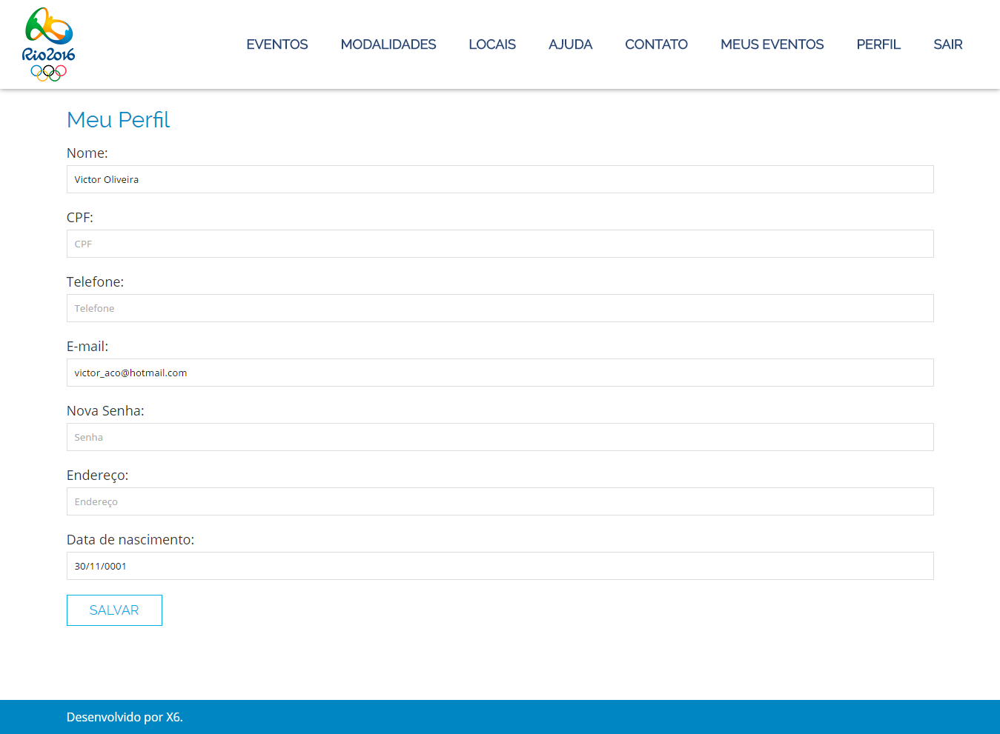 Rio2016
EVENTOS MODALIDADES LOCAIS AJUDA CONTATO MEUS EVENTOS PERFIL SAIR
Meu Perfil
Nome:
Victor Oliveira
CPF:
CPF
Telefone:
Telefone
E-mail:
victor_aco@hotmail.com
Nova Senha:
Senha
Endereço:
Endereço
Data de nascimento:
30/11/0001
SALVAR
Desenvolvido por X6.